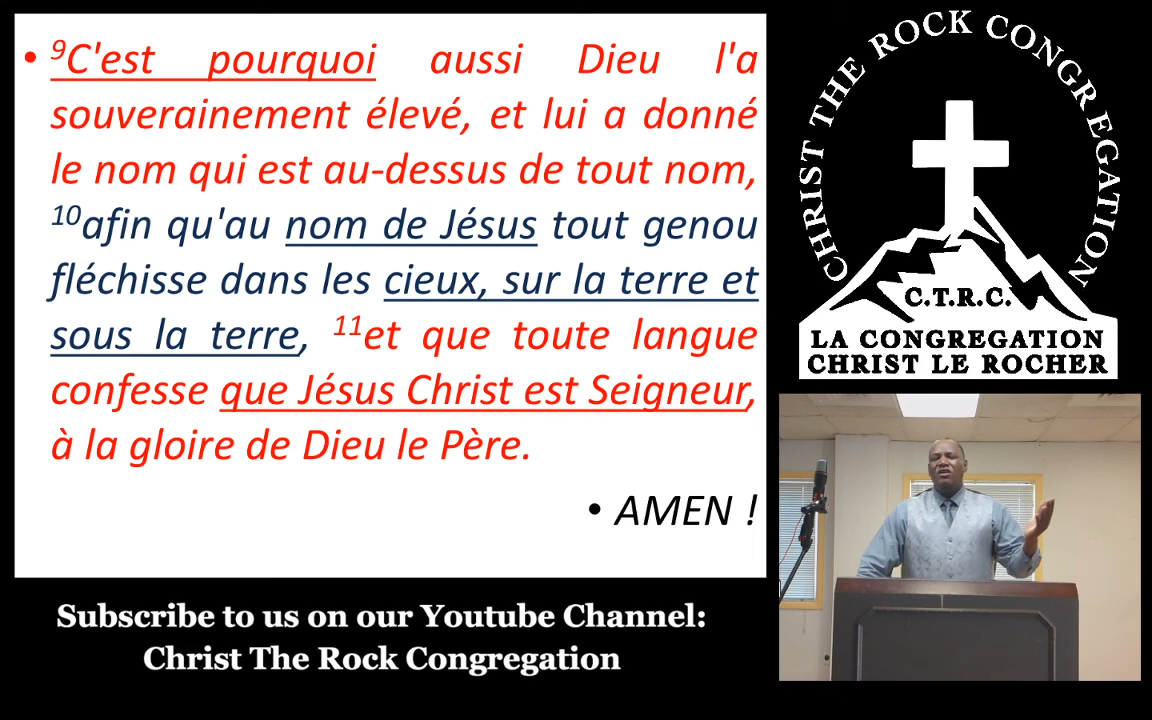 • ⁹C'est pourquoi aussi Dieu l'a
souverainement élevé, et lui a donné
le nom qui est au-dessus de tout nom,
¹⁰afin qu'au nom de Jésus tout genou
fléchisse dans les cieux, sur la terre et
sous la terre, ¹¹et que toute langue
confesse que Jésus Christ est Seigneur,
à la gloire de Dieu le Père.
• AMEN !
CHRIST THE ROCK CONGREGATION
C.T.R.C.
LA CONGREGATION
CHRIST LE ROCHER
Subscribe to us on our Youtube Channel:
Christ The Rock Congregation